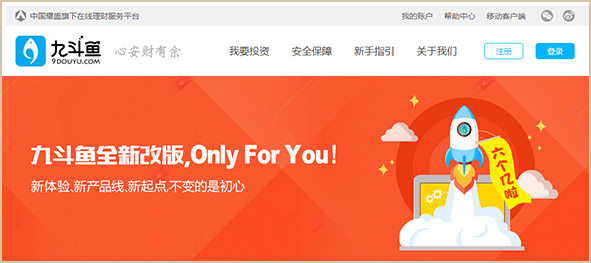 中国耀盛旗下在线理财服务平台
我的账户 帮助中心 移动客户端
九斗鱼
9DOUYU.COM
心安财有余
我要投资 安全保障 新手指引 关于我们 注册 登录
九斗鱼全新改版,Only For You!
新体验、新产品线、新起点,不变的是初心
六个亿啦